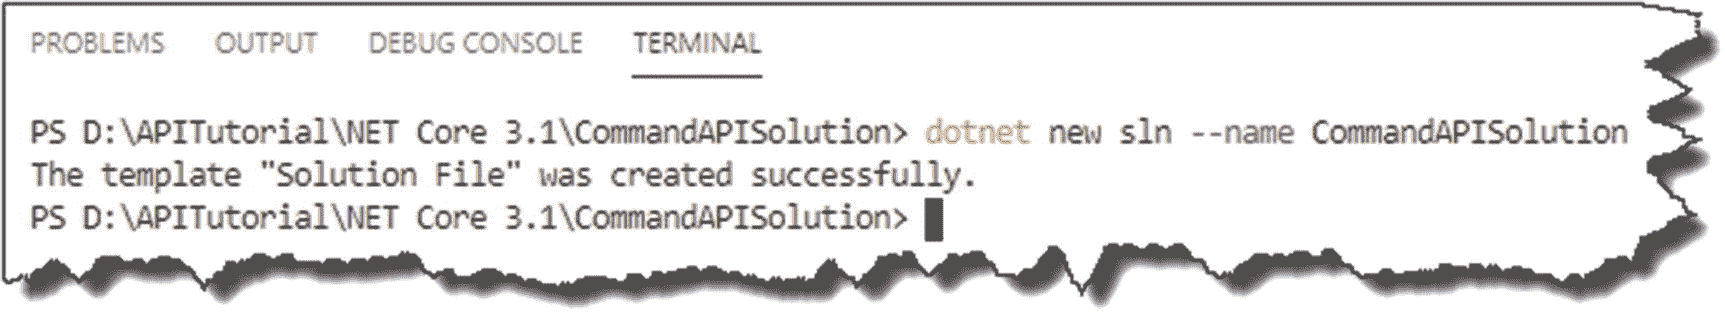 PROBLEMS OUTPUT DEBUG CONSOLE TERMINAL
PS D:\APITutorial\NET Core 3.1\CommandAPISolution> dotnet new sln --name CommandAPISolution
The template "Solution File" was created successfully.
PS D:\APITutorial\NET Core 3.1\CommandAPISolution>